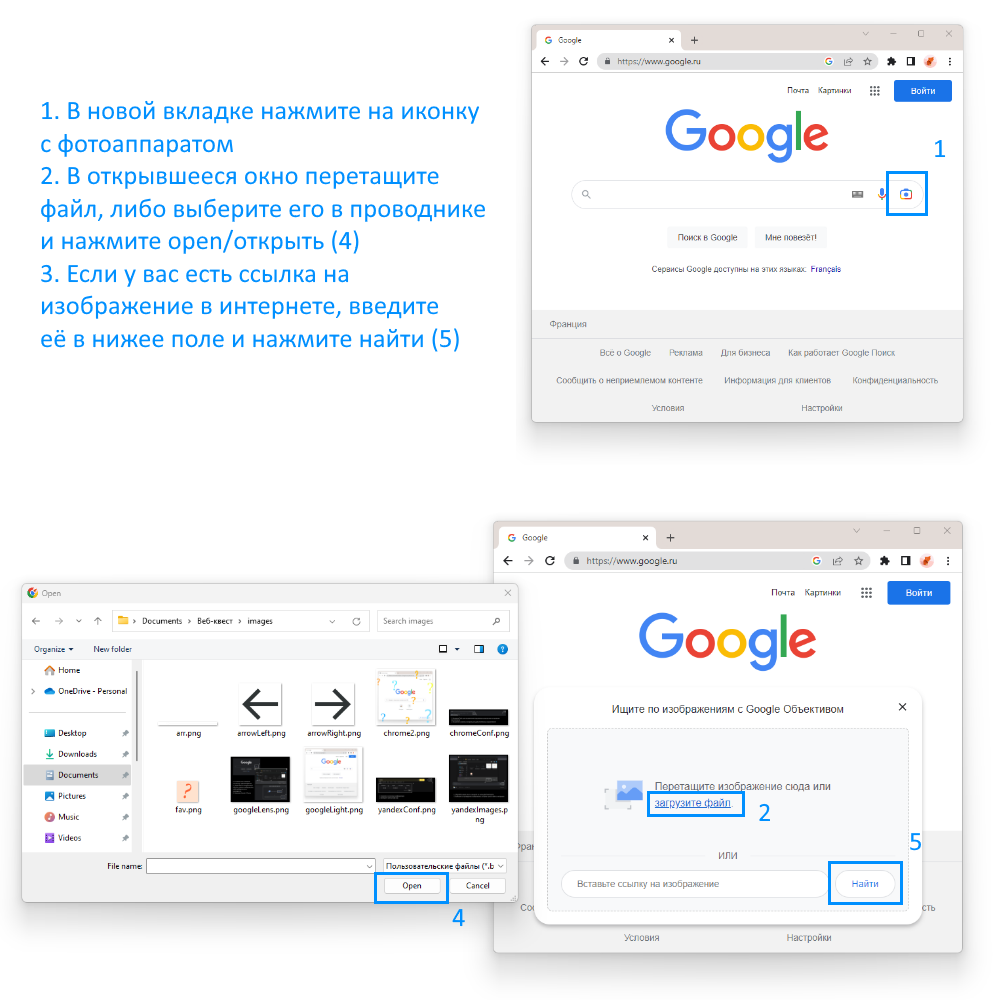 1. В новой вкладке нажмите на иконку
с фотоаппаратом
2. В открывшееся окно перетащите
файл, либо выберите его в проводнике
и нажмите open/открыть (4)
3. Если у вас есть ссылка на
изображение в интернете, введите
её в нижее поле и нажмите найти (5)
Google
https://www.google.ru
Почта Картинки Войти
Google
1
Поиск в Google Мне повезёт!
Сервисы Google доступны на этих языках: Français
Франция
Всё о Google Реклама Для бизнеса Как работает Google Поиск
Сообщить о неприемлемом контенте Информация для клиентов Конфиденциальность
Условия Настройки
Open
Documents Веб-квест images Search images
Organize New folder
Home
OneDrive - Personal
Desktop
Downloads
Documents
Pictures
Music
Videos
Google
arr.png arrowLeft.png arrowRight.png chrome2.png chromeConf.png
Google
fav.png googleLens.png googleLight.png yandexConf.png yandexImages.p
ng
File name: Пользовательские файлы (*.b
Open Cancel
4
Google
https://www.google.ru
Почта Картинки Войти
Google
Ищите по изображениям с Google Объективом
Перетащите изображение сюда или
загрузите файл.
2
ИЛИ
5
Вставьте ссылку на изображение Найти
Фран
Соо
сть
Условия Настройки